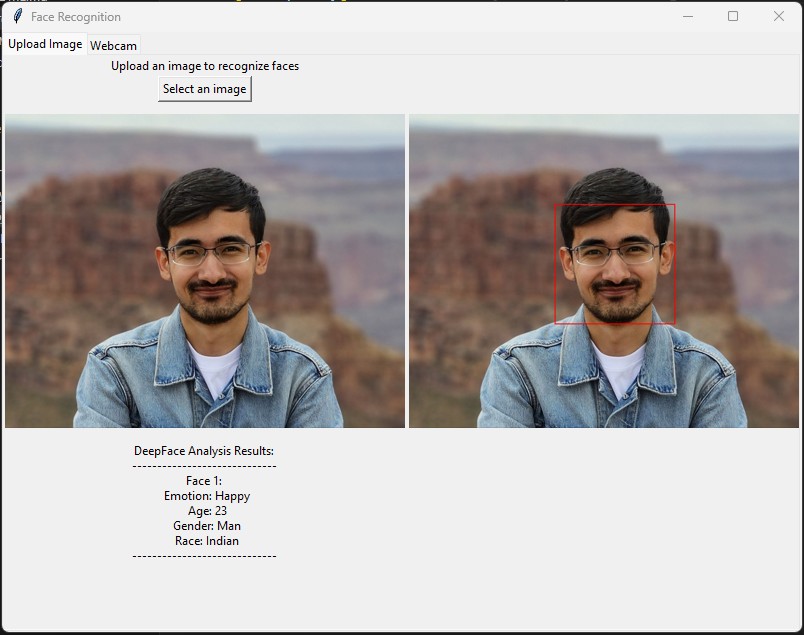 Face Recognition
Upload Image Webcam
Upload an image to recognize faces
Select an image
DeepFace Analysis Results:
-----------------------------
Face 1:
Emotion: Happy
Age: 23
Gender: Man
Race: Indian
-----------------------------